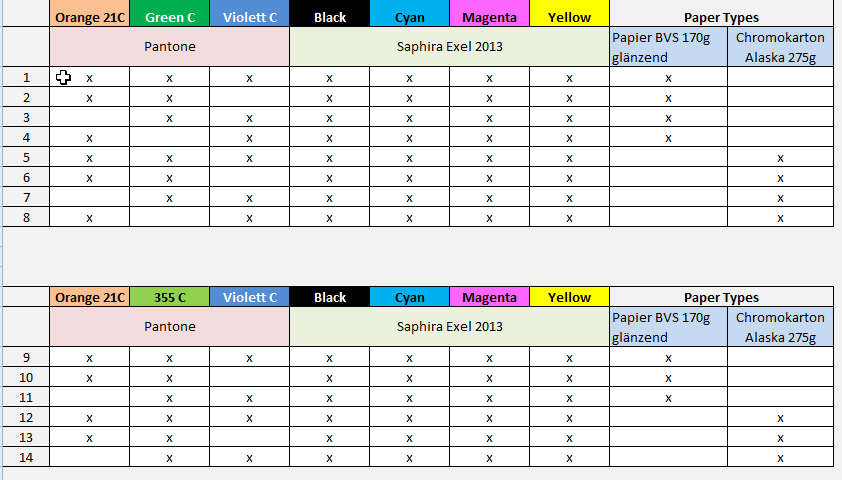 Orange 21C Green C Violett C Black Cyan Magenta Yellow Paper Types
Pantone Saphira Exel 2013 Papier BVS 170g glänzend Chromokarton Alaska 275g
1 x x x x x x x x
2 x x x x x x x
3 x x x x x x x
4 x x x x x x x
5 x x x x x x x x
6 x x x x x x x
7 x x x x x x x
8 x x x x x x x
Orange 21C 355 C Violett C Black Cyan Magenta Yellow Paper Types
Pantone Saphira Exel 2013 Papier BVS 170g glänzend Chromokarton Alaska 275g
9 x x x x x x x x
10 x x x x x x x
11 x x x x x x x
12 x x x x x x x x
13 x x x x x x x
14 x x x x x x x